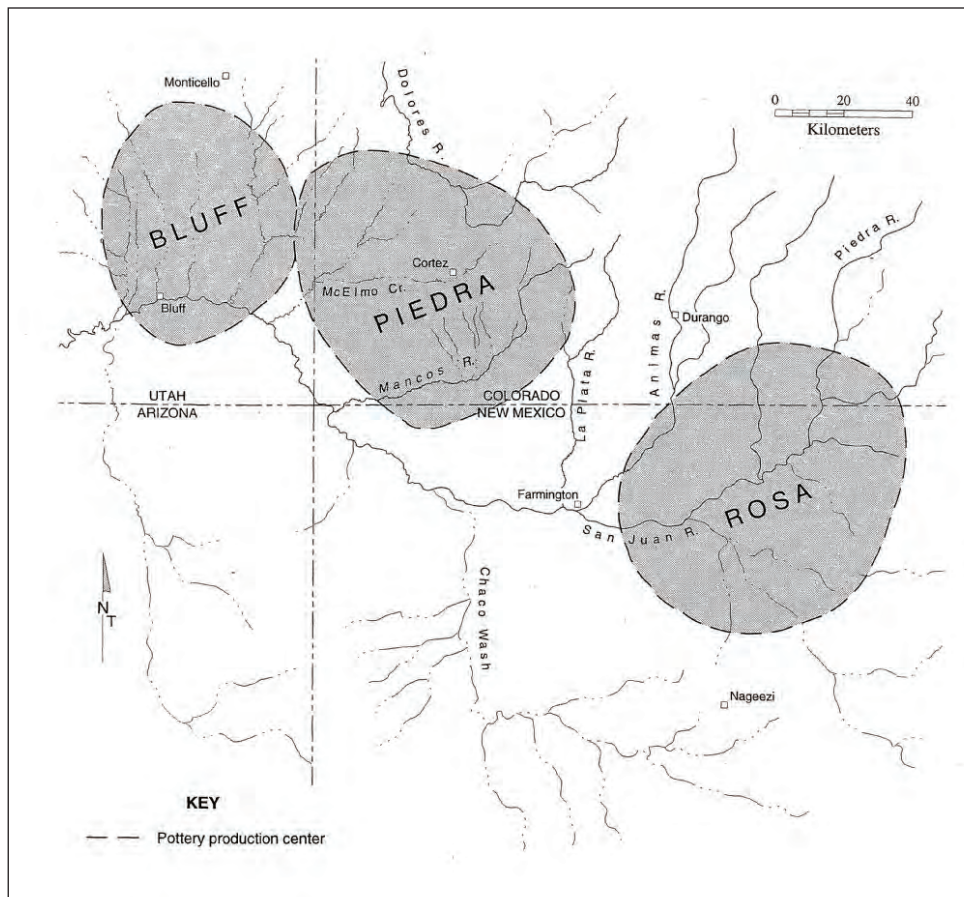 Monticello
Dolores R.
0 20 40
Kilometers
BLUFF
Piedra R.
Cortez
McElmo Cr.
PIEDRA
Bluff
Animas R.
Durango
Mancos R.
La Plata R.
UTAH
COLORADO
ARIZONA
NEW MEXICO
Farmington
ROSA
San Juan R.
Chaco Wash
N
T
Nageezi
KEY
Pottery production center